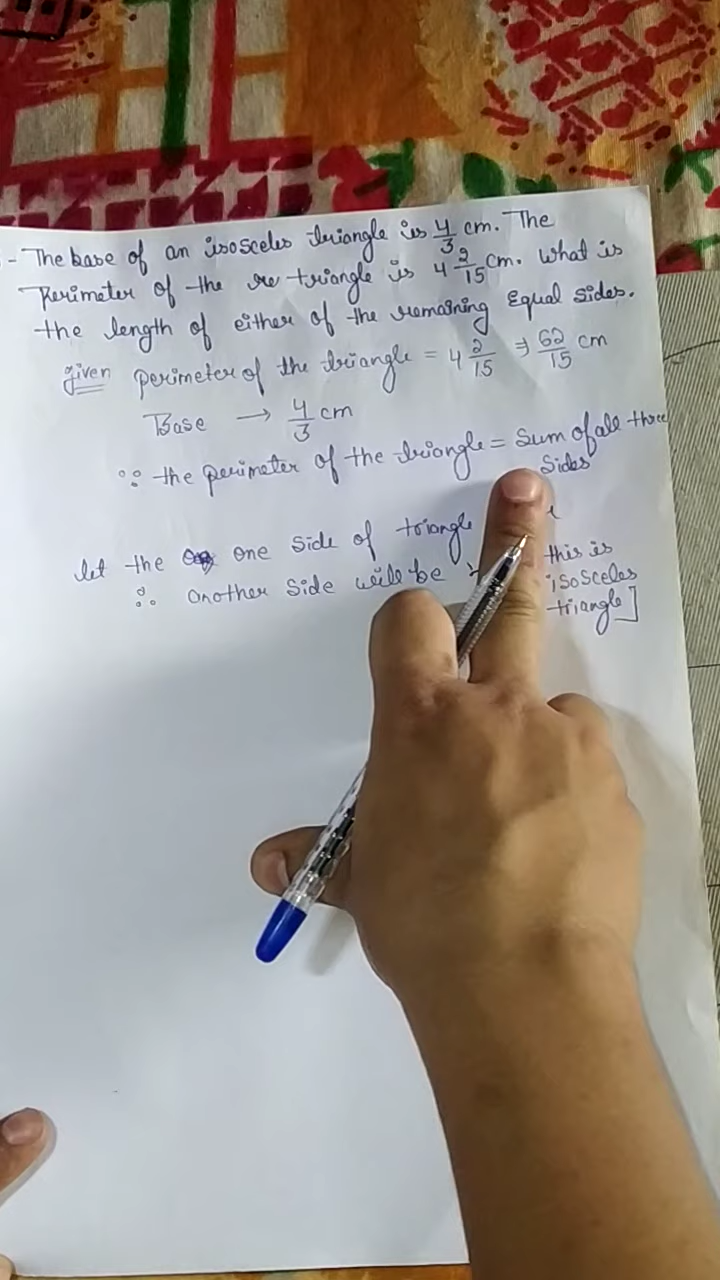 - The base of an isosceles triangle is 4/3 cm. The
Perimeter of the triangle is 4 2/15 cm. What is
the length of either of the remaining Equal sides.
given perimeter of the triangle = 4 2/15 ⇒ 62/15 cm
Base → 4/3 cm
∵ the perimeter of the triangle = Sum of all three
Sides
let the one side of triangle
∴ another side will be
this is
isosceles
triangle]